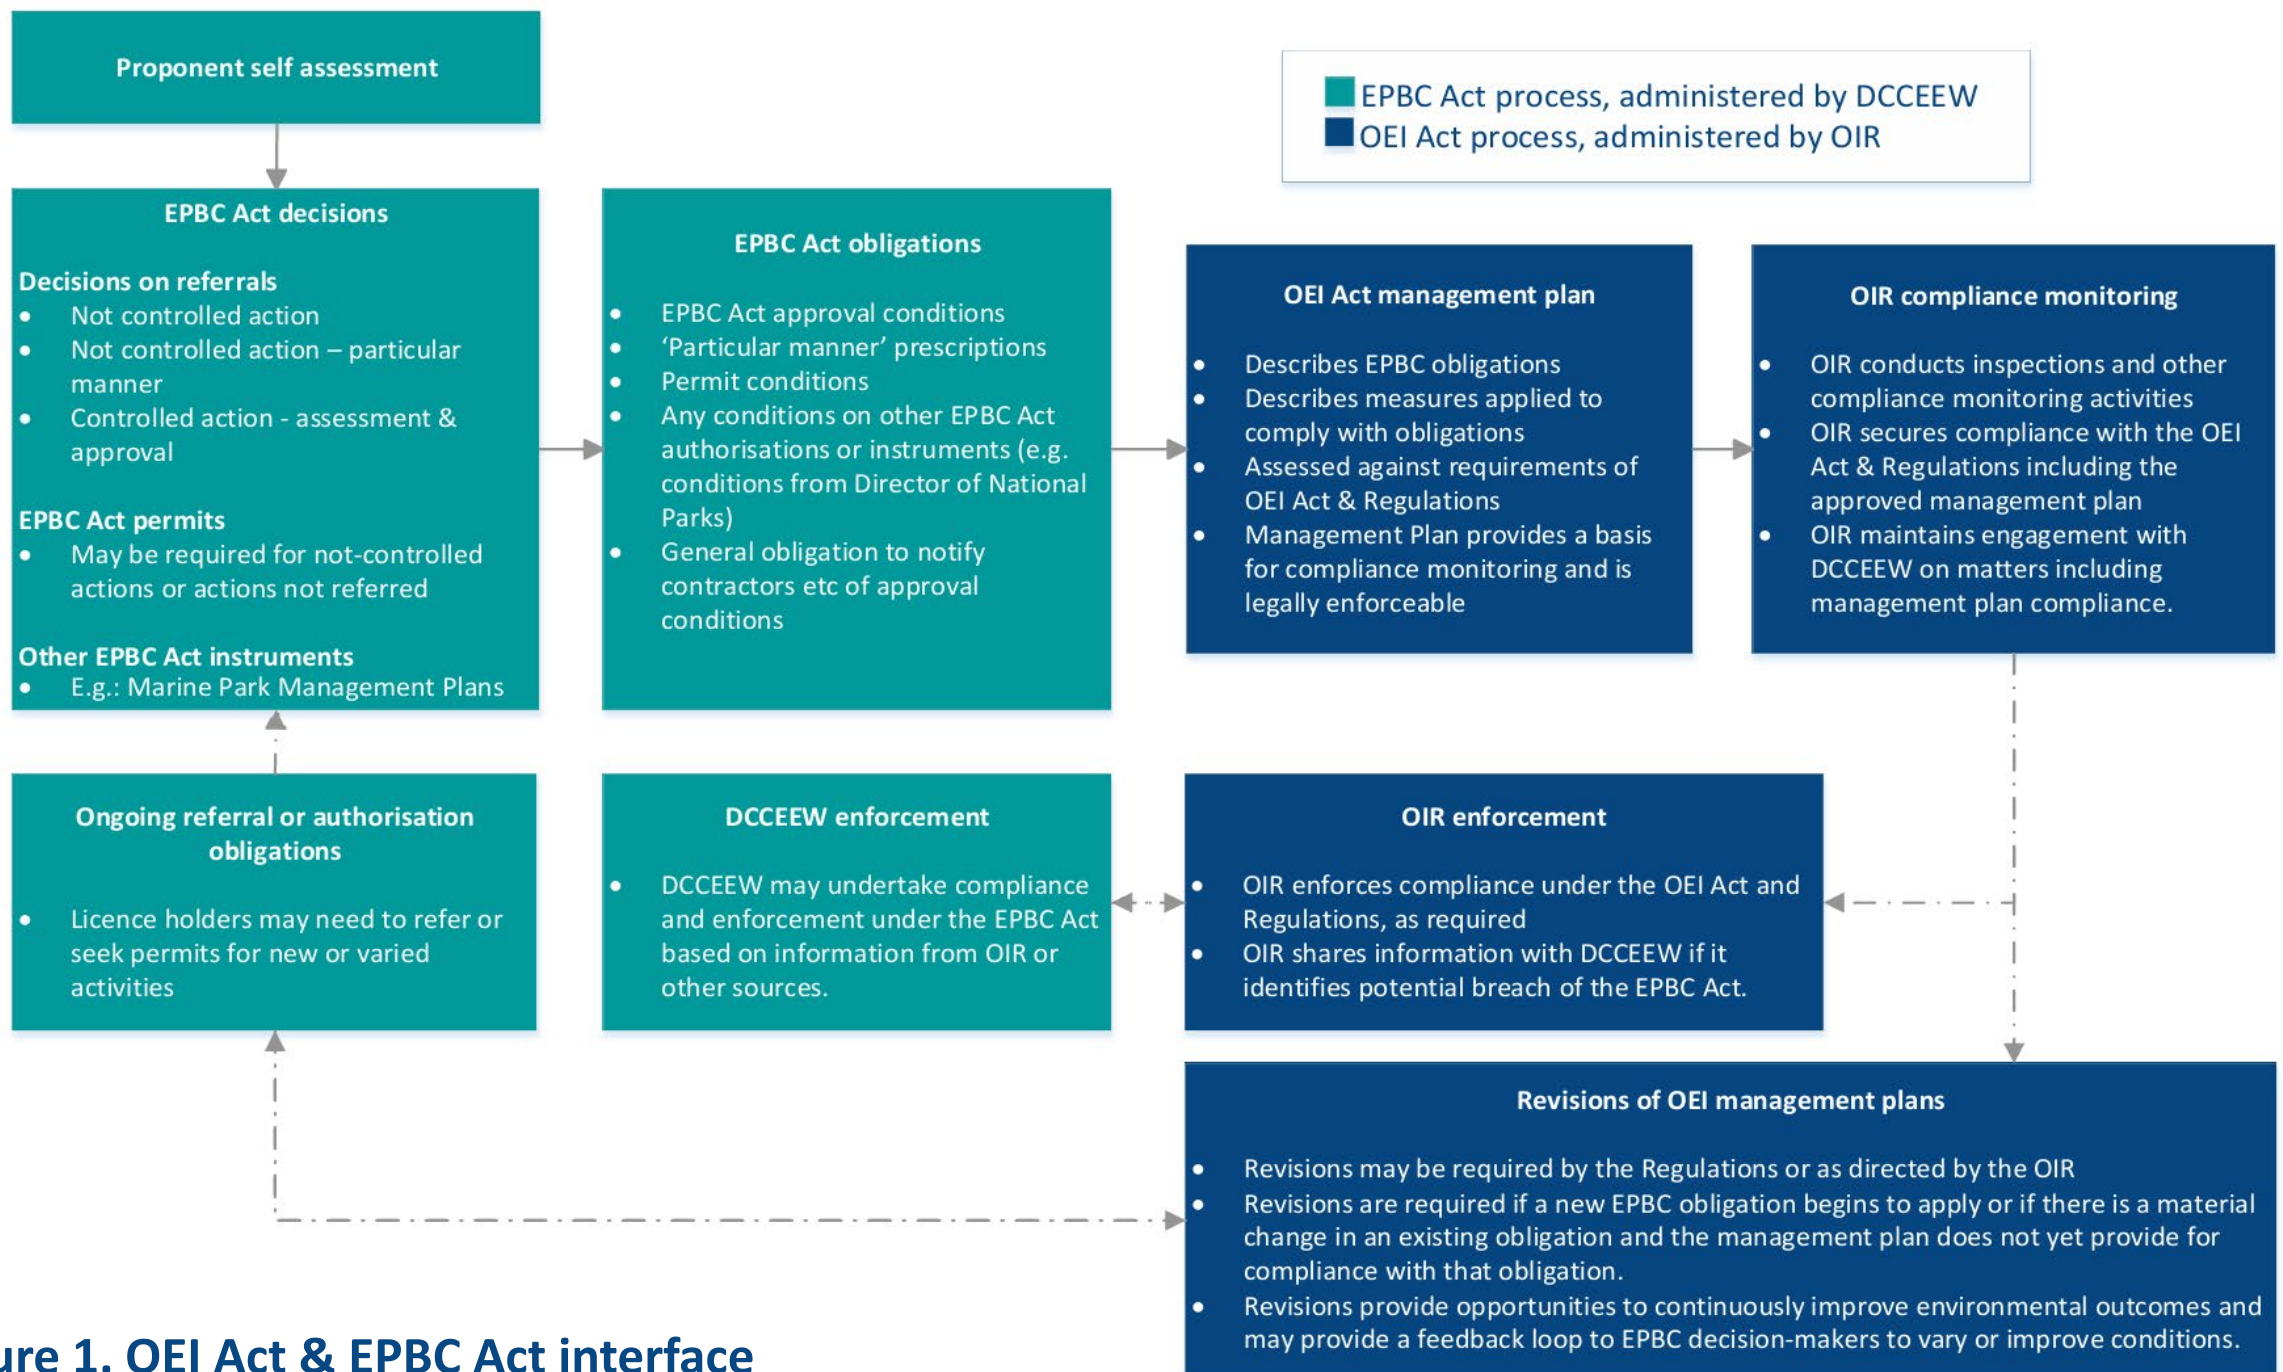 Proponent self assessment
EPBC Act process, administered by DCCEEW
OEI Act process, administered by OIR
EPBC Act decisions
Decisions on referrals
• Not controlled action
• Not controlled action – particular
manner
• Controlled action - assessment &
approval
EPBC Act permits
• May be required for not-controlled
actions or actions not referred
Other EPBC Act instruments
• E.g.: Marine Park Management Plans
EPBC Act obligations
• EPBC Act approval conditions
• ‘Particular manner’ prescriptions
• Permit conditions
• Any conditions on other EPBC Act
authorisations or instruments (e.g.
conditions from Director of National
Parks)
• General obligation to notify
contractors etc of approval
conditions
OEI Act management plan
• Describes EPBC obligations
• Describes measures applied to
comply with obligations
• Assessed against requirements of
OEI Act & Regulations
• Management Plan provides a basis
for compliance monitoring and is
legally enforceable
OIR compliance monitoring
• OIR conducts inspections and other
compliance monitoring activities
• OIR secures compliance with the OEI
Act & Regulations including the
approved management plan
• OIR maintains engagement with
DCCEEW on matters including
management plan compliance.
Ongoing referral or authorisation
obligations
• Licence holders may need to refer or
seek permits for new or varied
activities
DCCEEW enforcement
• DCCEEW may undertake compliance
and enforcement under the EPBC Act
based on information from OIR or
other sources.
OIR enforcement
• OIR enforces compliance under the OEI Act and
Regulations, as required
• OIR shares information with DCCEEW if it
identifies potential breach of the EPBC Act.
Revisions of OEI management plans
• Revisions may be required by the Regulations or as directed by the OIR
• Revisions are required if a new EPBC obligation begins to apply or if there is a material
change in an existing obligation and the management plan does not yet provide for
compliance with that obligation.
• Revisions provide opportunities to continuously improve environmental outcomes and
may provide a feedback loop to EPBC decision-makers to vary or improve conditions.
ure 1. OEI Act & EPBC Act interface